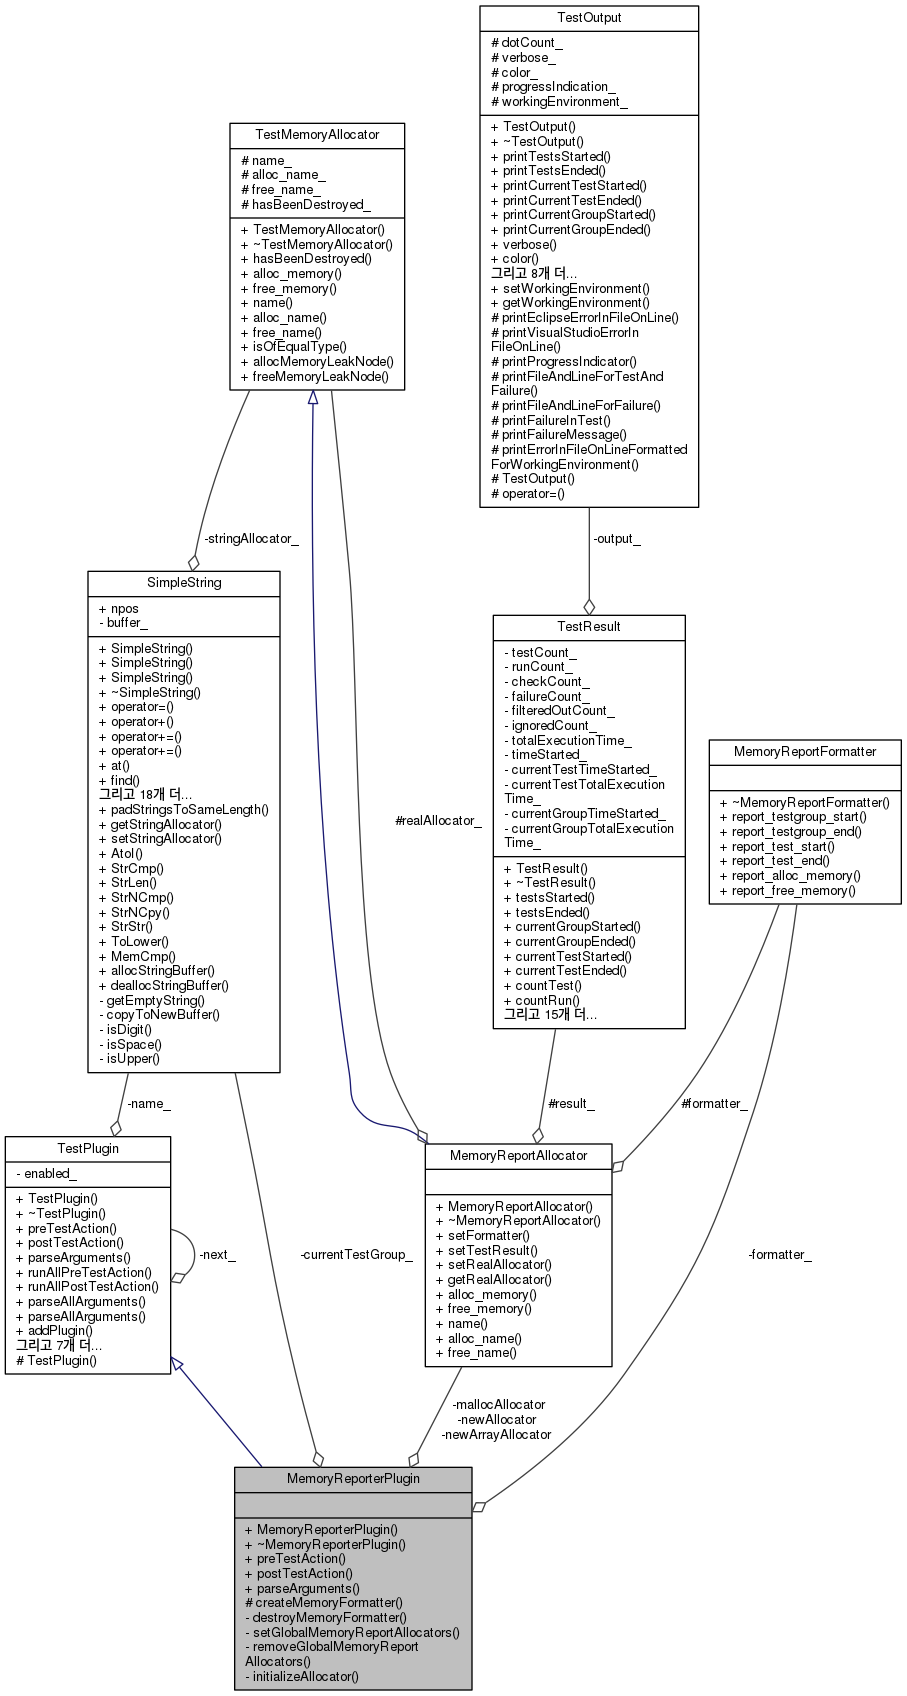 TestOutput
# dotCount_
# verbose_
# color_
# progressIndication_
# workingEnvironment_
+ TestOutput()
+ ~TestOutput()
+ printTestsStarted()
+ printTestsEnded()
+ printCurrentTestStarted()
+ printCurrentTestEnded()
+ printCurrentGroupStarted()
+ printCurrentGroupEnded()
+ verbose()
+ color()
그리고 8개 더...
+ setWorkingEnvironment()
+ getWorkingEnvironment()
# printEclipseErrorInFileOnLine()
# printVisualStudioErrorIn
FileOnLine()
# printProgressIndicator()
# printFileAndLineForTestAnd
Failure()
# printFileAndLineForFailure()
# printFailureInTest()
# printFailureMessage()
# printErrorInFileOnLineFormatted
ForWorkingEnvironment()
# TestOutput()
# operator=()
TestMemoryAllocator
# name_
# alloc_name_
# free_name_
# hasBeenDestroyed_
+ TestMemoryAllocator()
+ ~TestMemoryAllocator()
+ hasBeenDestroyed()
+ alloc_memory()
+ free_memory()
+ name()
+ alloc_name()
+ free_name()
+ isOfEqualType()
+ allocMemoryLeakNode()
+ freeMemoryLeakNode()
-stringAllocator_
-output_
SimpleString
+ npos
- buffer_
+ SimpleString()
+ SimpleString()
+ SimpleString()
+ ~SimpleString()
+ operator=()
+ operator+()
+ operator+=()
+ operator+=()
+ at()
+ find()
그리고 18개 더...
+ padStringsToSameLength()
+ getStringAllocator()
+ setStringAllocator()
+ AtoI()
+ StrCmp()
+ StrLen()
+ StrNCmp()
+ StrNCpy()
+ StrStr()
+ ToLower()
+ MemCmp()
+ allocStringBuffer()
+ deallocStringBuffer()
- getEmptyString()
- copyToNewBuffer()
- isDigit()
- isSpace()
- isUpper()
#realAllocator_
TestResult
- testCount_
- runCount_
- checkCount_
- failureCount_
- filteredOutCount_
- ignoredCount_
- totalExecutionTime_
- timeStarted_
- currentTestTimeStarted_
- currentTestTotalExecution
Time_
- currentGroupTimeStarted_
- currentGroupTotalExecution
Time_
+ TestResult()
+ ~TestResult()
+ testsStarted()
+ testsEnded()
+ currentGroupStarted()
+ currentGroupEnded()
+ currentTestStarted()
+ currentTestEnded()
+ countTest()
+ countRun()
그리고 15개 더...
MemoryReportFormatter
+ ~MemoryReportFormatter()
+ report_testgroup_start()
+ report_testgroup_end()
+ report_test_start()
+ report_test_end()
+ report_alloc_memory()
+ report_free_memory()
-name_
#result_
#formatter_
TestPlugin
- enabled_
+ TestPlugin()
+ ~TestPlugin()
+ preTestAction()
+ postTestAction()
+ parseArguments()
+ runAllPreTestAction()
+ runAllPostTestAction()
+ parseAllArguments()
+ parseAllArguments()
+ addPlugin()
그리고 7개 더...
# TestPlugin()
-next_
-currentTestGroup_
MemoryReportAllocator
+ MemoryReportAllocator()
+ ~MemoryReportAllocator()
+ setFormatter()
+ setTestResult()
+ setRealAllocator()
+ getRealAllocator()
+ alloc_memory()
+ free_memory()
+ name()
+ alloc_name()
+ free_name()
-formatter_
-mallocAllocator
-newAllocator
-newArrayAllocator
MemoryReporterPlugin
+ MemoryReporterPlugin()
+ ~MemoryReporterPlugin()
+ preTestAction()
+ postTestAction()
+ parseArguments()
# createMemoryFormatter()
- destroyMemoryFormatter()
- setGlobalMemoryReportAllocators()
- removeGlobalMemoryReport
Allocators()
- initializeAllocator()